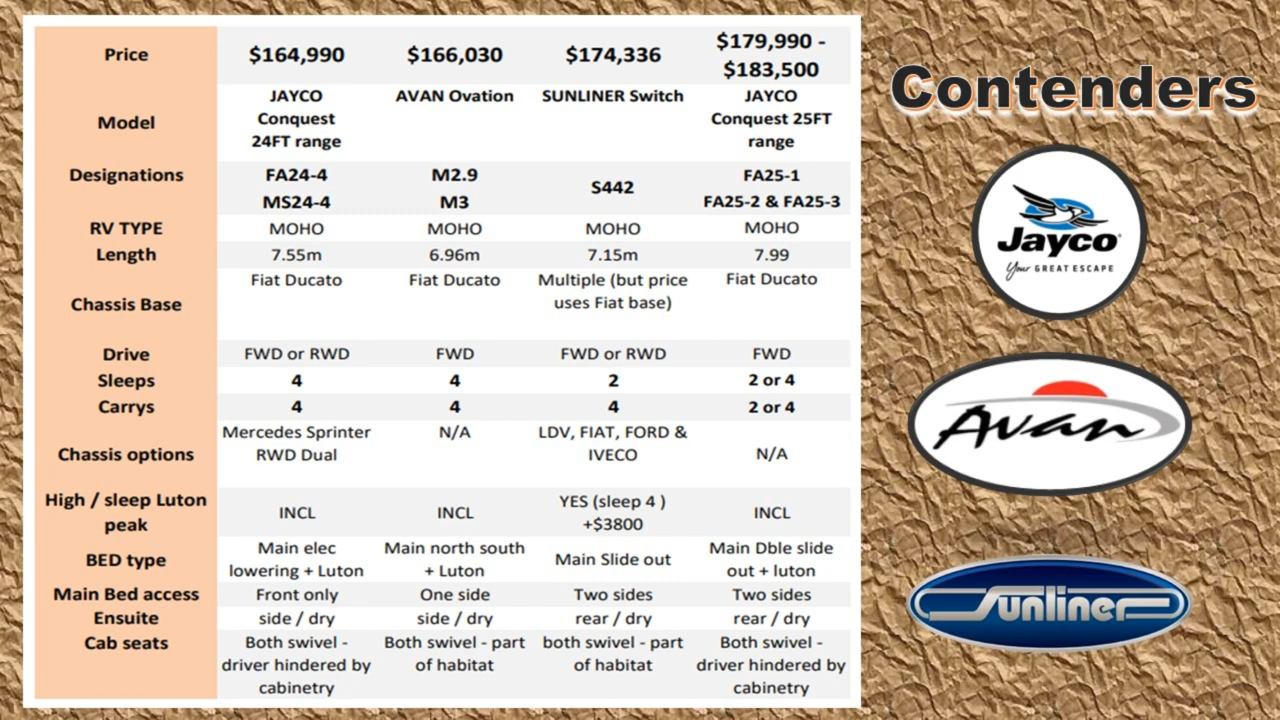 Contenders
Price $164,990 $166,030 $174,336 $179,990 - $183,500
Model JAYCO Conquest 24FT range AVAN Ovation SUNLINER Switch JAYCO Conquest 25FT range
Designations FA24-4 MS24-4 M2.9 M3 S442 FA25-1 FA25-2 & FA25-3
RV TYPE MOHO MOHO MOHO MOHO
Length 7.55m 6.96m 7.15m 7.99
Chassis Base Fiat Ducato Fiat Ducato Multiple (but price uses Fiat base) Fiat Ducato
Drive FWD or RWD FWD FWD or RWD FWD
Sleeps 4 4 2 2 or 4
Carrys 4 4 4 2 or 4
Chassis options Mercedes Sprinter RWD Dual N/A LDV, FIAT, FORD & IVECO N/A
High / sleep Luton peak INCL INCL YES (sleep 4 ) +$3800 INCL
BED type Main elec lowering + Luton Main north south + Luton Main Slide out Main Dble slide out + luton
Main Bed access Front only One side Two sides Two sides
Ensuite side / dry side / dry rear / dry rear / dry
Cab seats Both swivel - driver hindered by cabinetry Both swivel - part of habitat both swivel - part of habitat Both swivel - driver hindered by cabinetry
Jayco
Your GREAT ESCAPE
Avan
Sunliner